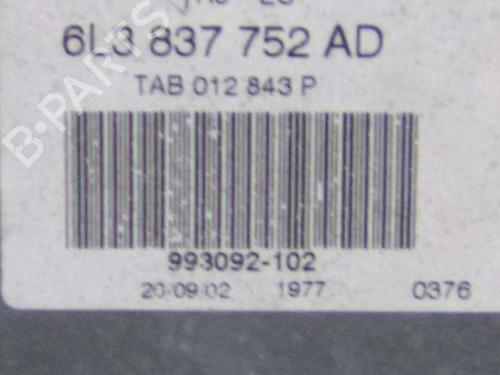 6L3 837 752 AD
TAB 012 843 P
993092-102
20/09/02 1977 0376
B-PARTS